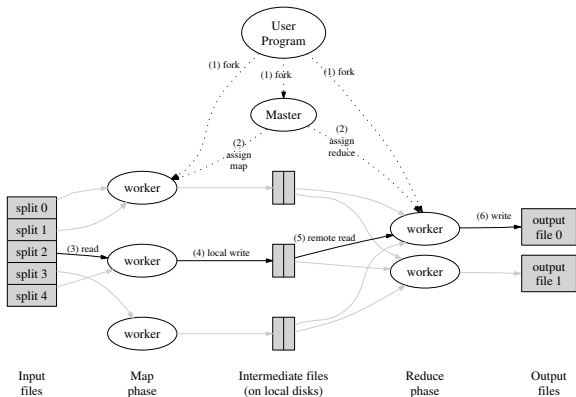 User
Program
(1) fork
(1) fork
(1) fork
Master
(2)
assign
map
(2)
assign
reduce
worker
split 0
split 1
split 2
split 3
split 4
(3) read
worker
(4) local write
(5) remote read
worker
(6) write
output
file 0
worker
output
file 1
worker
Input
files
Map
phase
Intermediate files
(on local disks)
Reduce
phase
Output
files